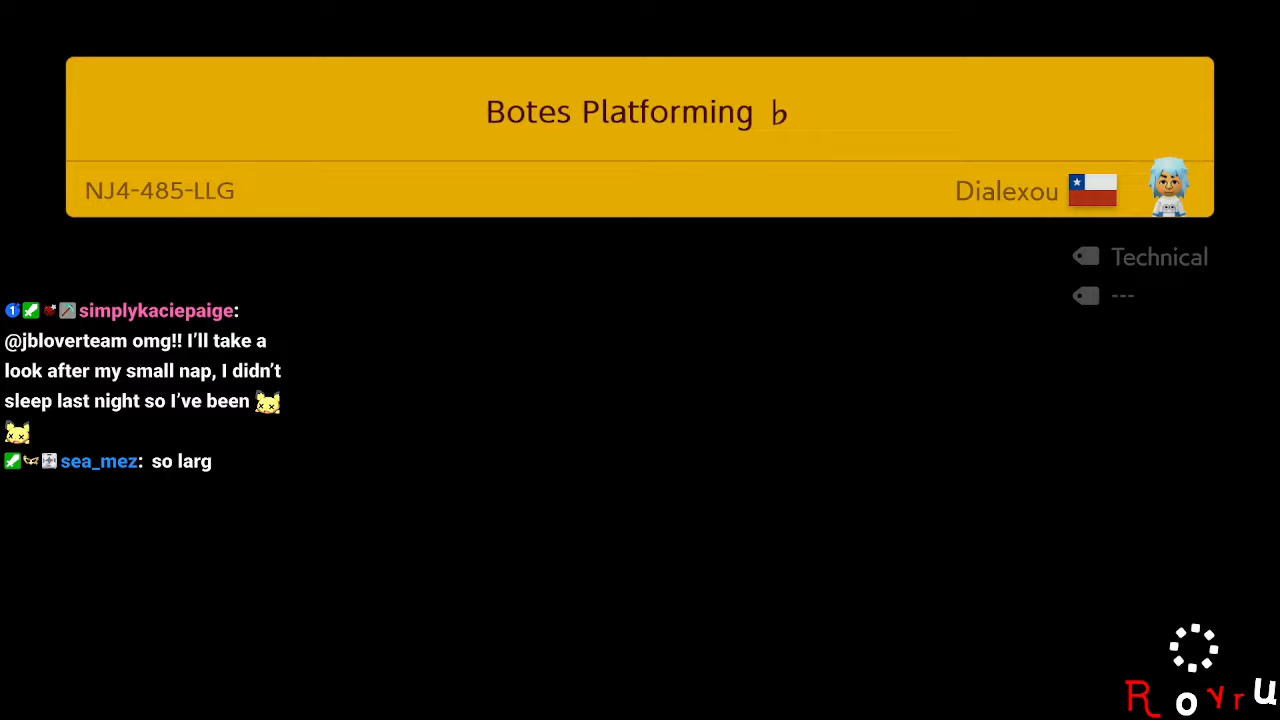 Botes Platforming ♭
NJ4-485-LLG
Dialexou
Technical
---
simplykaciepaige:
@jbloverteam omg!! I’ll take a
look after my small nap, I didn’t
sleep last night so I’ve been
sea_mez: so larg
Royru